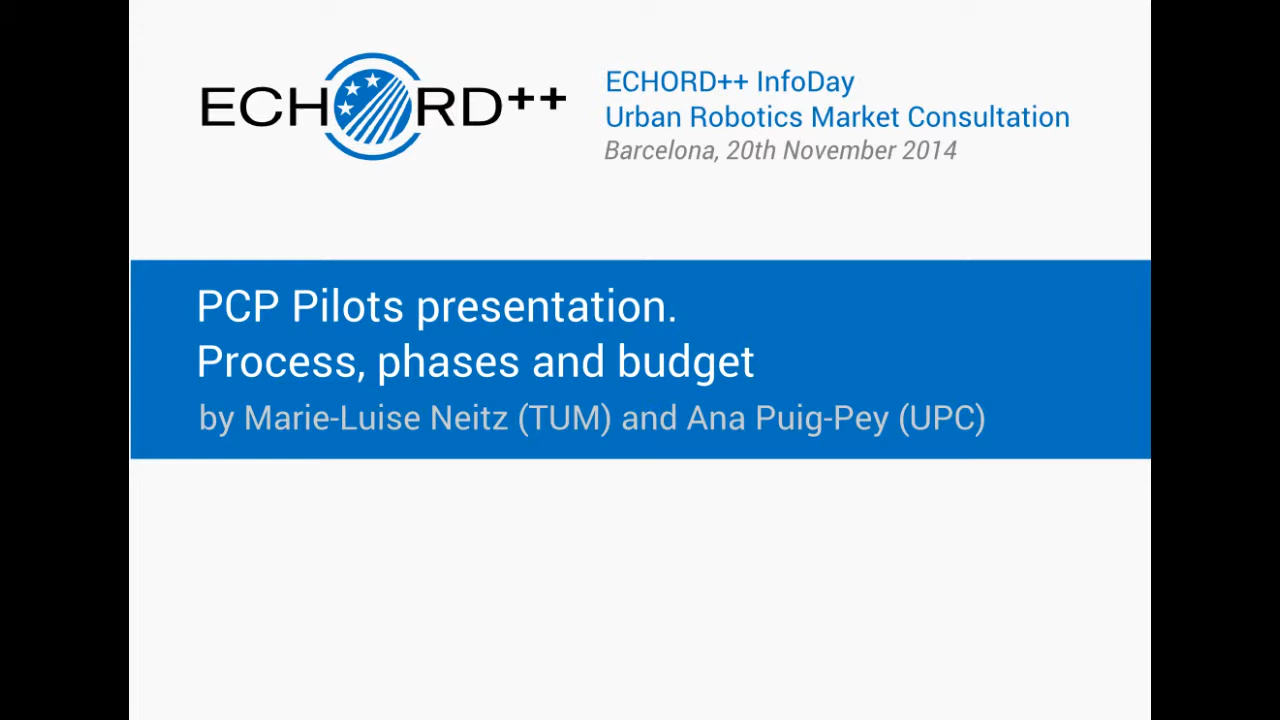 ECHORD++
ECHORD++ InfoDay
Urban Robotics Market Consultation
Barcelona, 20th November 2014
PCP Pilots presentation.
Process, phases and budget
by Marie-Luise Neitz (TUM) and Ana Puig-Pey (UPC)